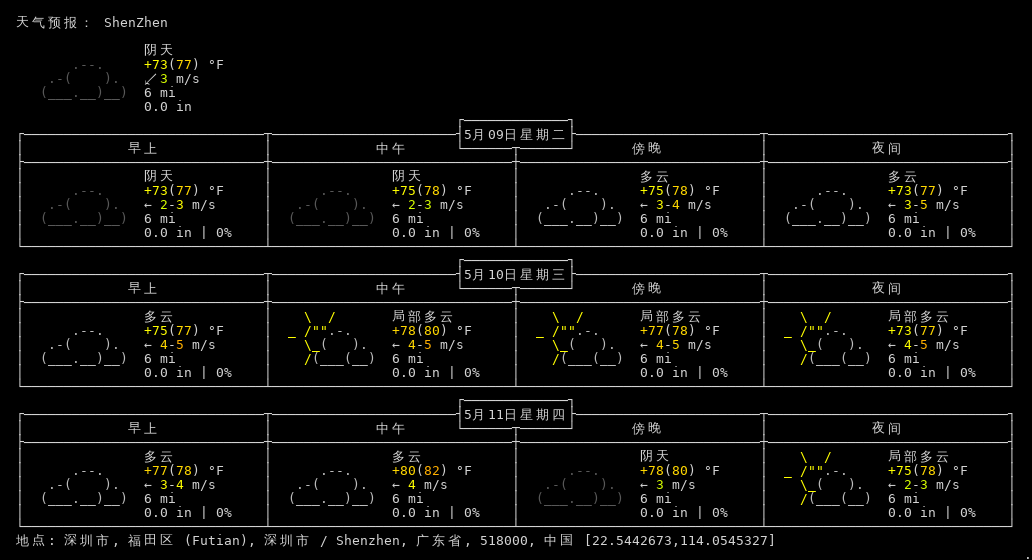 天气预报： ShenZhen
阴天
+73(77) °F
↙ 3 m/s
6 mi
0.0 in
5月09日星期二
早上 中午 傍晚 夜间
阴天 阴天 多云 多云
+73(77) °F +75(78) °F +75(78) °F +73(77) °F
← 2-3 m/s ← 2-3 m/s ← 3-4 m/s ← 3-5 m/s
6 mi 6 mi 6 mi 6 mi
0.0 in | 0% 0.0 in | 0% 0.0 in | 0% 0.0 in | 0%
5月10日星期三
早上 中午 傍晚 夜间
多云 局部多云 局部多云 局部多云
+75(77) °F +78(80) °F +77(78) °F +73(77) °F
← 4-5 m/s ← 4-5 m/s ← 4-5 m/s ← 4-5 m/s
6 mi 6 mi 6 mi 6 mi
0.0 in | 0% 0.0 in | 0% 0.0 in | 0% 0.0 in | 0%
5月11日星期四
早上 中午 傍晚 夜间
多云 多云 阴天 局部多云
+77(78) °F +80(82) °F +78(80) °F +75(78) °F
← 3-4 m/s ← 4 m/s ← 3 m/s ← 2-3 m/s
6 mi 6 mi 6 mi 6 mi
0.0 in | 0% 0.0 in | 0% 0.0 in | 0% 0.0 in | 0%
地点: 深圳市, 福田区 (Futian), 深圳市 / Shenzhen, 广东省, 518000, 中国 [22.5442673,114.0545327]